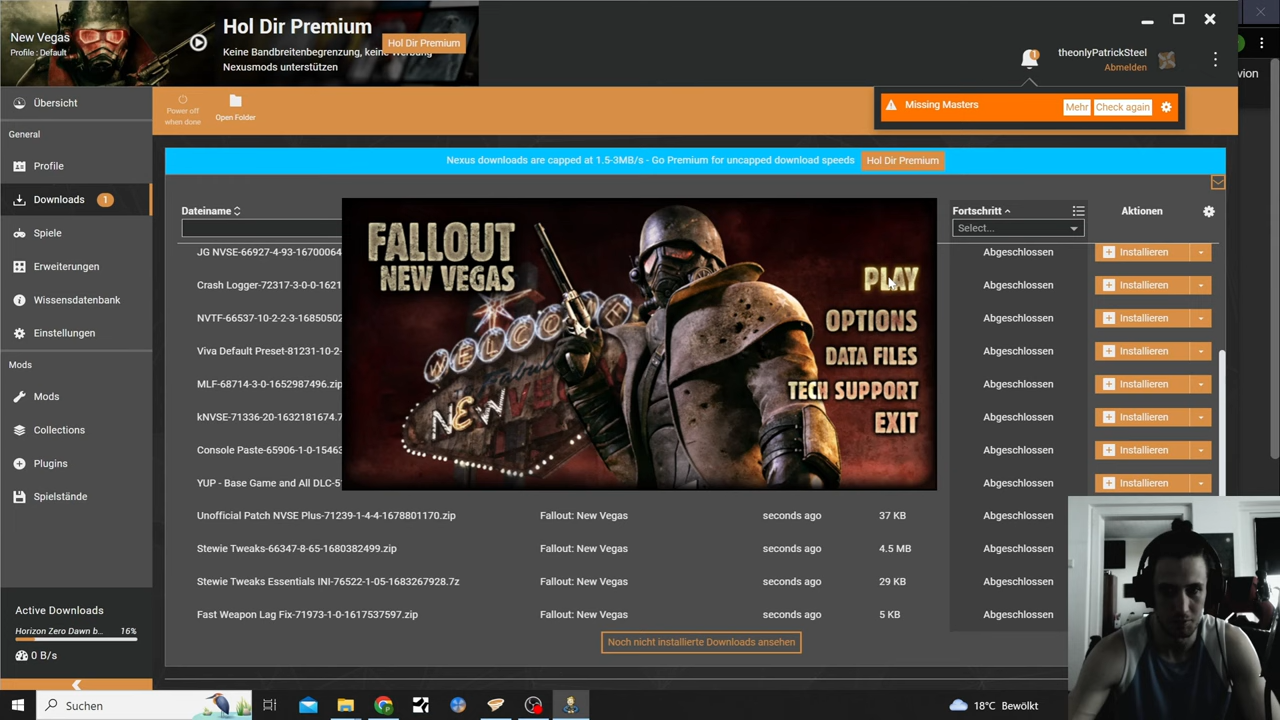 New Vegas
Profile : Default
Hol Dir Premium
Keine Bandbreitenbegrenzung, keine Werbung
Nexusmods unterstützen
Hol Dir Premium
1
theonlyPatrickSteel
Abmelden
Übersicht
General
Profile
Downloads
1
Spiele
Erweiterungen
Wissensdatenbank
Einstellungen
Mods
Mods
Collections
Plugins
Spielstände
Active Downloads
Horizon Zero Dawn b...
16%
0 B/s
Power off
when done
Open Folder
Missing Masters
Mehr
Check again
Nexus downloads are capped at 1.5-3MB/s - Go Premium for uncapped download speeds
Hol Dir Premium
Dateiname
Fortschritt
Select...
Aktionen
JG NVSE-66927-4-93-16700064
Abgeschlossen
Installieren
Crash Logger-72317-3-0-0-1621
Abgeschlossen
Installieren
NVTF-66537-10-2-2-3-16850502
Abgeschlossen
Installieren
Viva Default Preset-81231-10-2-
Abgeschlossen
Installieren
MLF-68714-3-0-1652987496.zip
Abgeschlossen
Installieren
kNVSE-71336-20-1632181674.7
Abgeschlossen
Installieren
Console Paste-65906-1-0-15463
Abgeschlossen
Installieren
YUP - Base Game and All DLC-5
Abgeschlossen
Installieren
Unofficial Patch NVSE Plus-71239-1-4-4-1678801170.zip
Fallout: New Vegas
seconds ago
37 KB
Abgeschlossen
Stewie Tweaks-66347-8-65-1680382499.zip
Fallout: New Vegas
seconds ago
4.5 MB
Abgeschlossen
Stewie Tweaks Essentials INI-76522-1-05-1683267928.7z
Fallout: New Vegas
seconds ago
29 KB
Abgeschlossen
Fast Weapon Lag Fix-71973-1-0-1617537597.zip
Fallout: New Vegas
seconds ago
5 KB
Abgeschlossen
Noch nicht installierte Downloads ansehen
FALLOUT
NEW VEGAS
WELCOME
NEW
PLAY
OPTIONS
DATA FILES
TECH SUPPORT
EXIT
Suchen
18°C Bewölkt